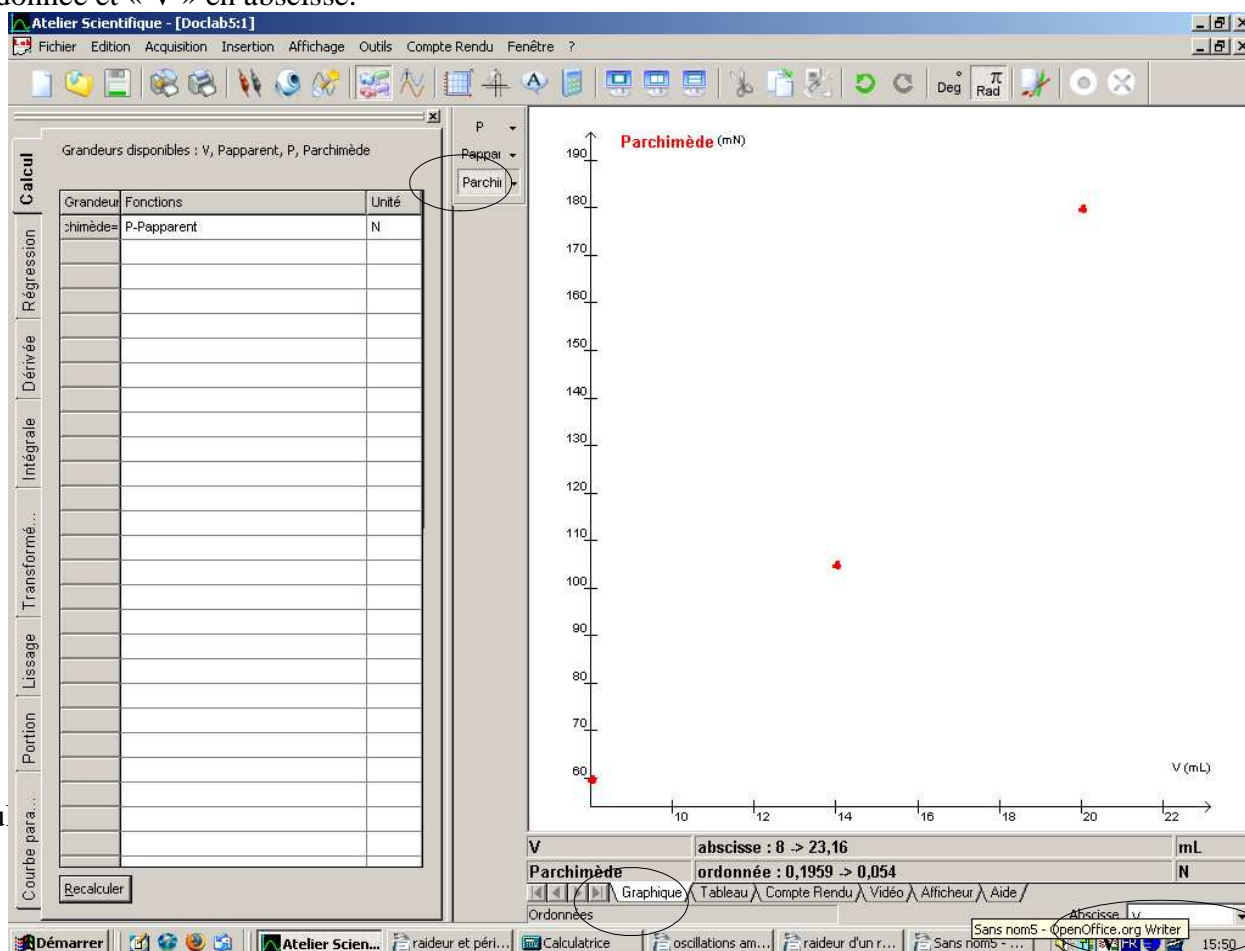 donnée et « V » en abscisse.
Atelier Scientifique - [Doclab5:1]
Fichier Edition Acquisition Insertion Affichage Outils Compte Rendu Fenêtre ?
Deg π Rad
Grandeurs disponibles : V, Papparent, P, Parchimède
Calcul
Régression
Dérivée
Intégrale
Transformé...
Lissage
Portion
Courbe para...
Grandeur Fonctions Unité
chimède= P-Papparent N
Recalculer
P
Pappar
Parchi
Parchimède (mN)
190
180
170
160
150
140
130
120
110
100
90
80
70
60
V (mL)
10 12 14 16 18 20 22
V abscisse : 8 -> 23,16 mL
Parchimède ordonnée : 0,1959 -> 0,054 N
Graphique Tableau Compte Rendu Vidéo Afficheur Aide
Ordonnées Abscisse V
Sans nom5 - OpenOffice.org Writer
Démarrer Atelier Scien... raideur et péri... Calculatrice oscillations am... raideur d'un r... Sans nom5 - ... FR 15:50